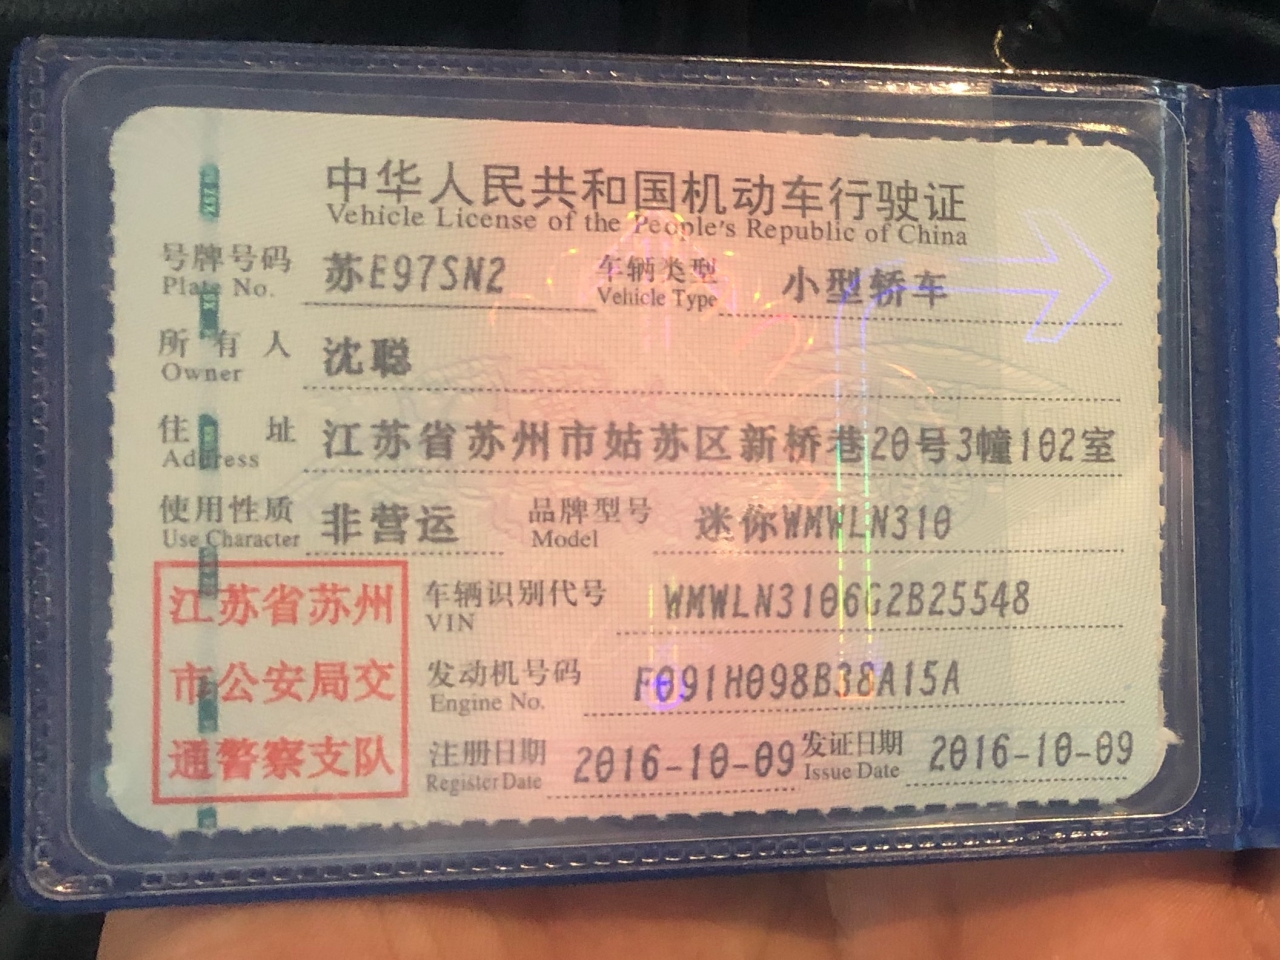 中华人民共和国机动车行驶证
Vehicle License of the People's Republic of China
号牌号码 苏E97SN2 车辆类型 小型轿车
Plate No. Vehicle Type
所有人 沈聪
Owner
住址 江苏省苏州市姑苏区新桥巷20号3幢102室
Address
使用性质 非营运 品牌型号 迷你WMWLN310
Use Character Model
江苏省苏州
市公安局交
通警察支队
车辆识别代号 WMWLN3106G2B25548
VIN
发动机号码 F091H098B38A15A
Engine No.
注册日期 2016-10-09 发证日期 2016-10-09
Register Date Issue Date